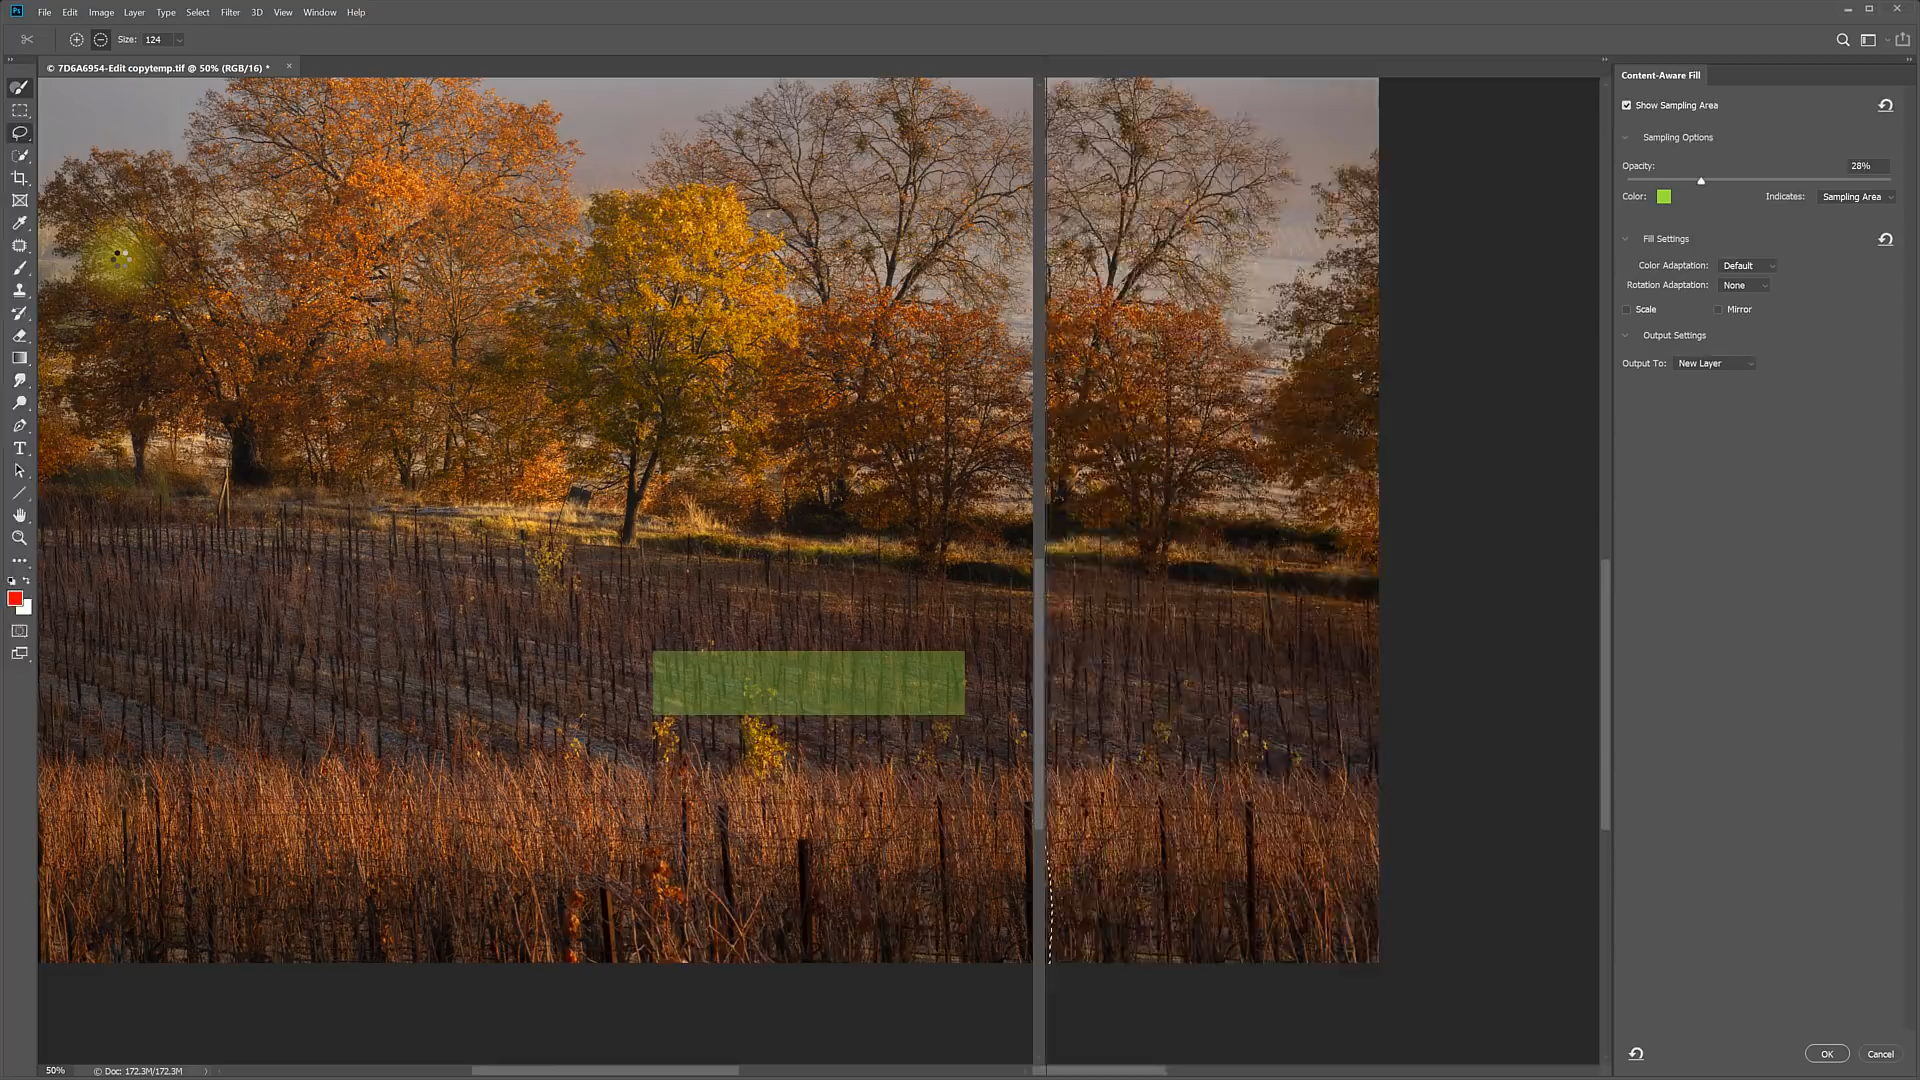 Ps File Edit Image Layer Type Select Filter 3D View Window Help
Size: 124
© 7D6A6954-Edit copytemp.tif @ 50% (RGB/16) *
Content-Aware Fill
Show Sampling Area
Sampling Options
Opacity: 28%
Color: Indicates: Sampling Area
Fill Settings
Color Adaptation: Default
Rotation Adaptation: None
Scale Mirror
Output Settings
Output To: New Layer
OK Cancel
50% © Doc: 172.3M/172.3M